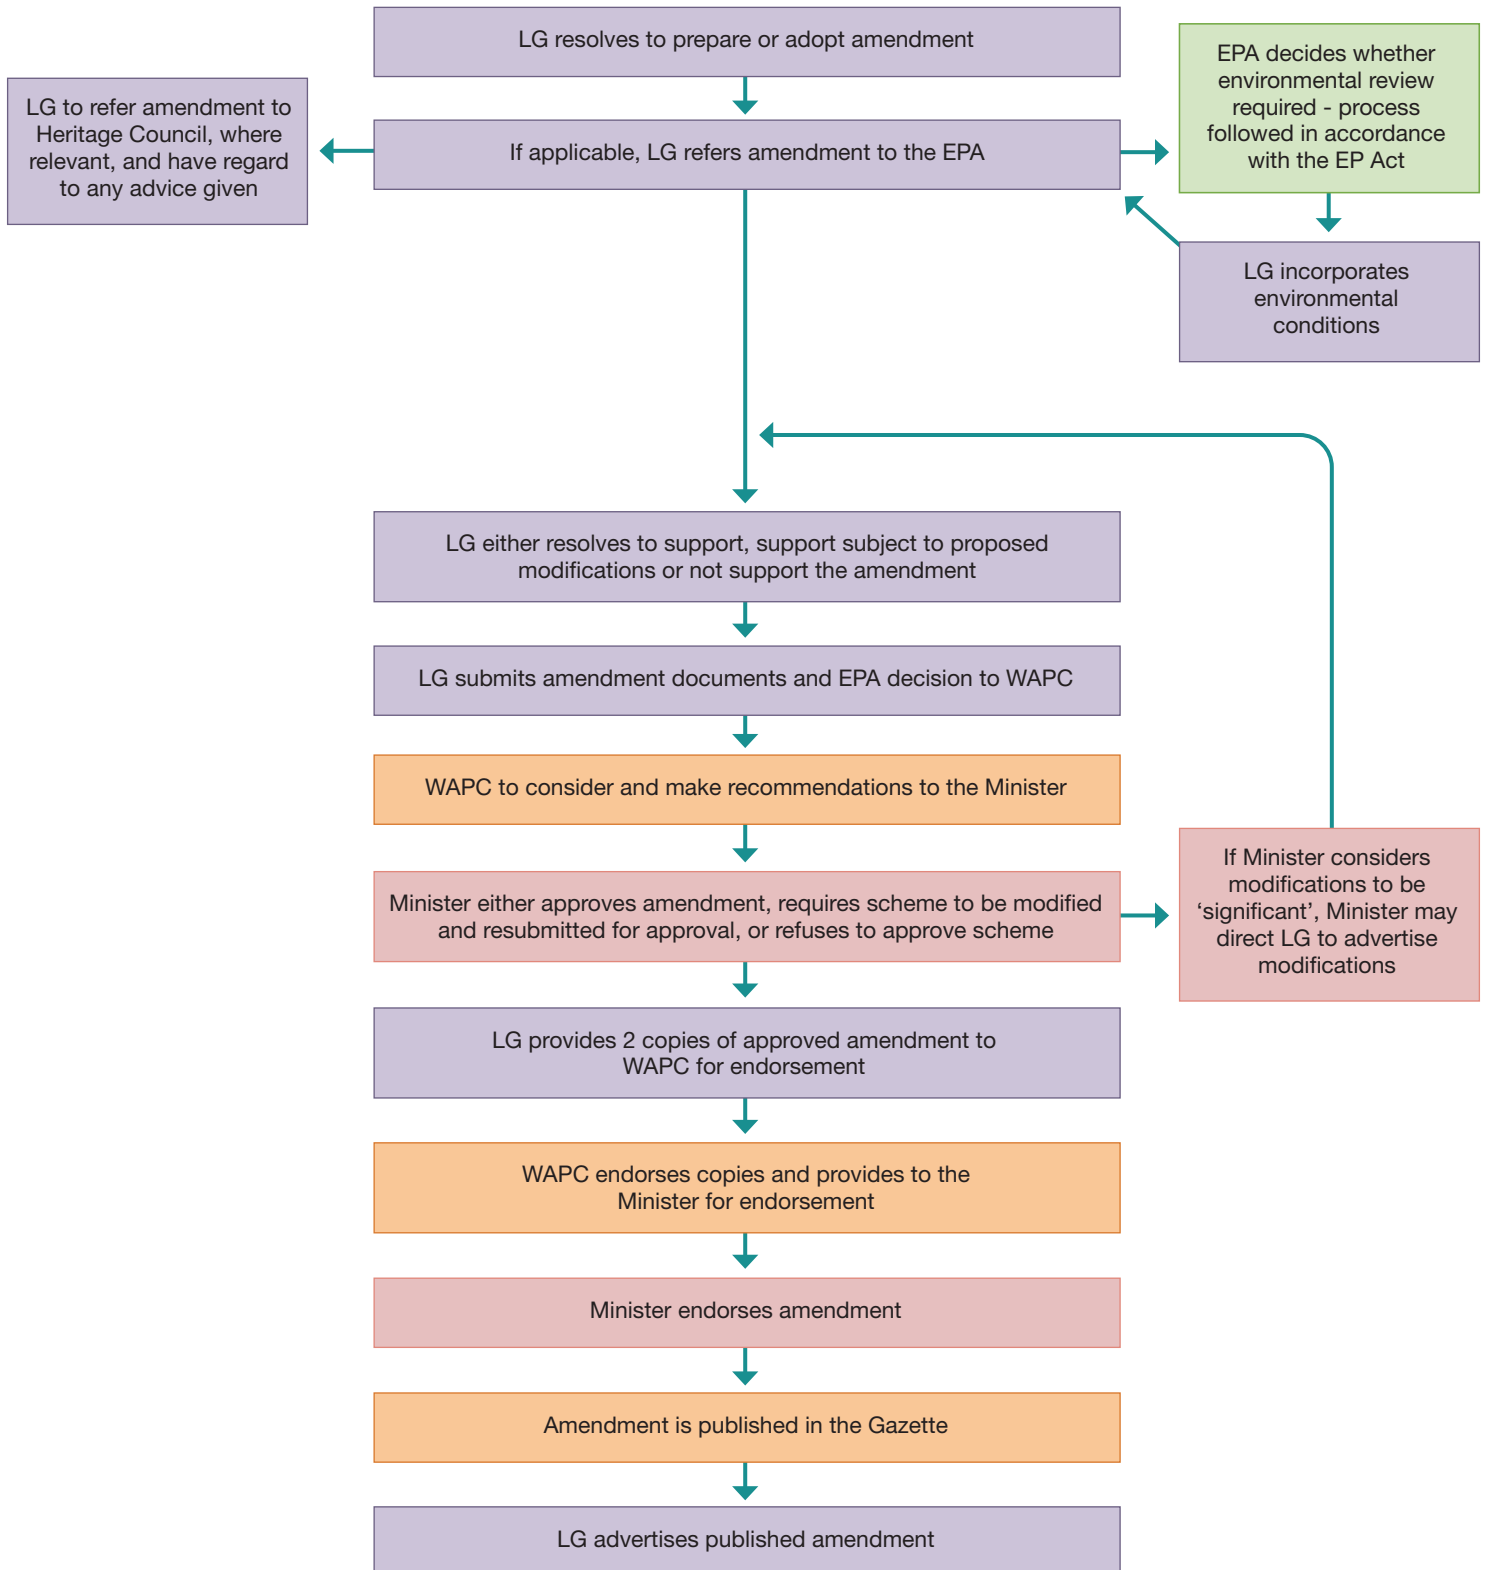 LG resolves to prepare or adopt amendment
EPA decides whether
environmental review
required - process
followed in accordance
with the EP Act
LG to refer amendment to
Heritage Council, where
relevant, and have regard
to any advice given
If applicable, LG refers amendment to the EPA
LG incorporates
environmental
conditions
LG either resolves to support, support subject to proposed
modifications or not support the amendment
LG submits amendment documents and EPA decision to WAPC
WAPC to consider and make recommendations to the Minister
Minister either approves amendment, requires scheme to be modified
and resubmitted for approval, or refuses to approve scheme
If Minister considers
modifications to be
‘significant’, Minister may
direct LG to advertise
modifications
LG provides 2 copies of approved amendment to
WAPC for endorsement
WAPC endorses copies and provides to the
Minister for endorsement
Minister endorses amendment
Amendment is published in the Gazette
LG advertises published amendment